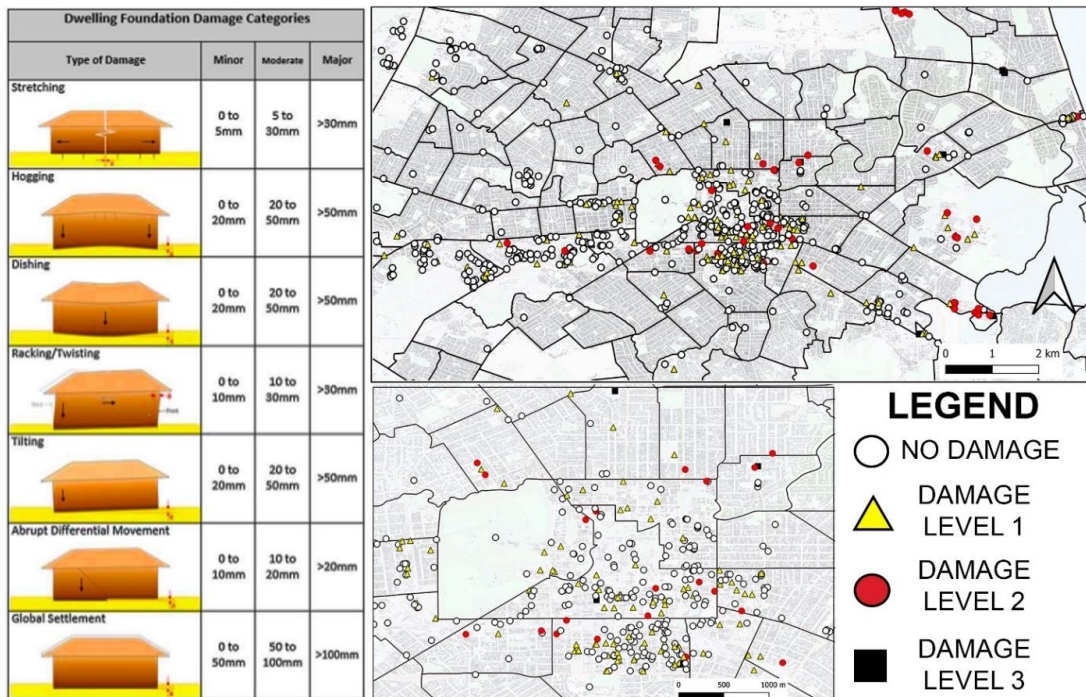 Dwelling Foundation Damage Categories
Type of Damage Minor Moderate Major
Stretching
0 to 5 to >30mm
5mm 30mm
Hogging
0 to 20 to >50mm
20mm 50mm
Dishing
0 to 20 to >50mm
20mm 50mm
Racking/Twisting
0 to 10 to >30mm
10mm 30mm
Tilting
0 to 20 to >50mm
20mm 50mm
Abrupt Differential Movement
0 to 10 to >20mm
10mm 20mm
Global Settlement
0 to 50 to >100mm
50mm 100mm
0 1 2 km
0 500 1000 m
LEGEND
NO DAMAGE
DAMAGE
LEVEL 1
DAMAGE
LEVEL 2
DAMAGE
LEVEL 3